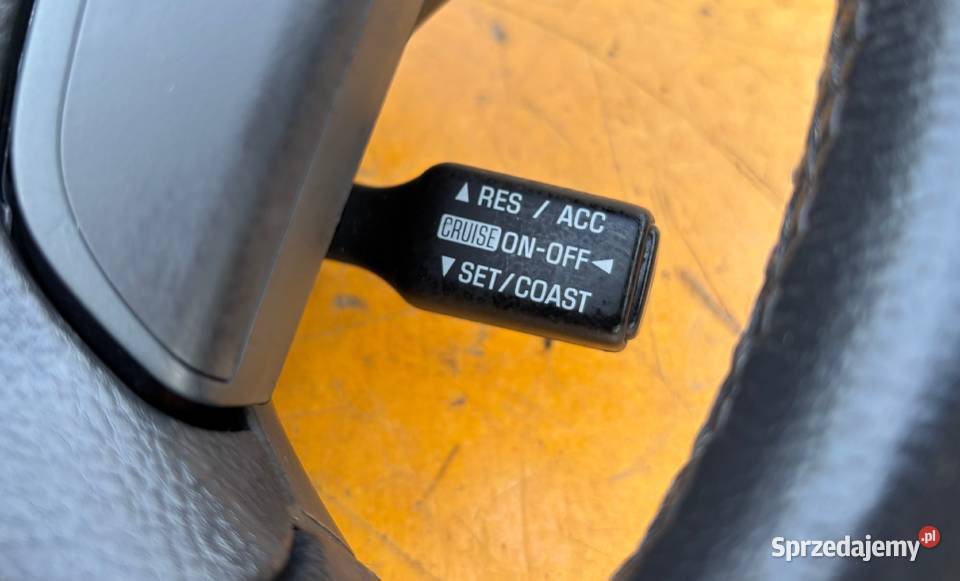 ▲ RES / ACC
CRUISE ON-OFF ◀
▼ SET/COAST
Sprzedajemy.pl